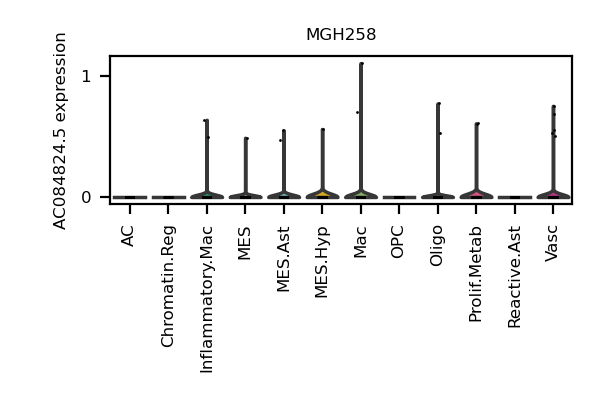 MGH258
AC084824.5 expression
1
0
AC
Chromatin.Reg
Inflammatory.Mac
MES
MES.Ast
MES.Hyp
Mac
OPC
Oligo
Prolif.Metab
Reactive.Ast
Vasc